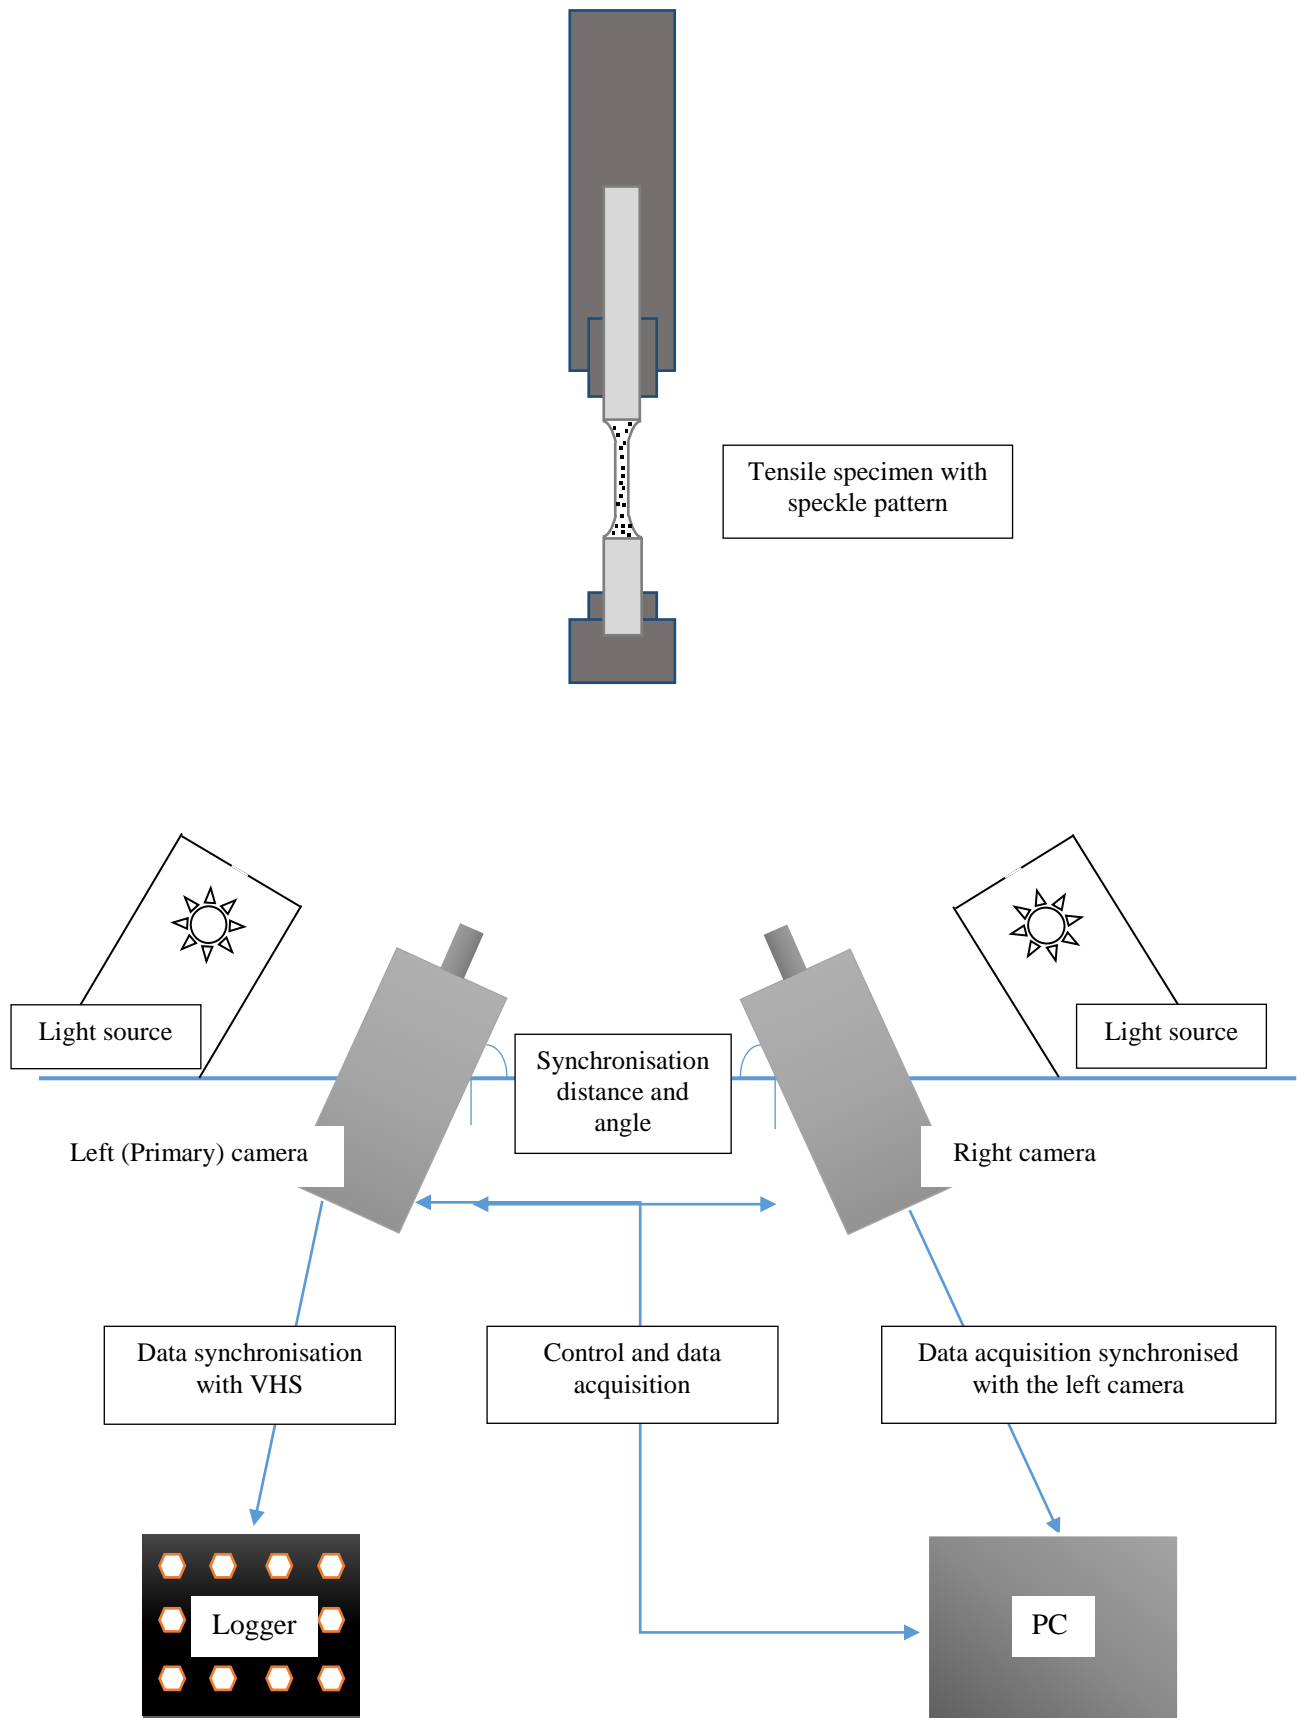 Tensile specimen with
speckle pattern
Light source
Light source
Synchronisation
distance and
angle
Left (Primary) camera
Right camera
Data synchronisation
with VHS
Control and data
acquisition
Data acquisition synchronised
with the left camera
Logger
PC